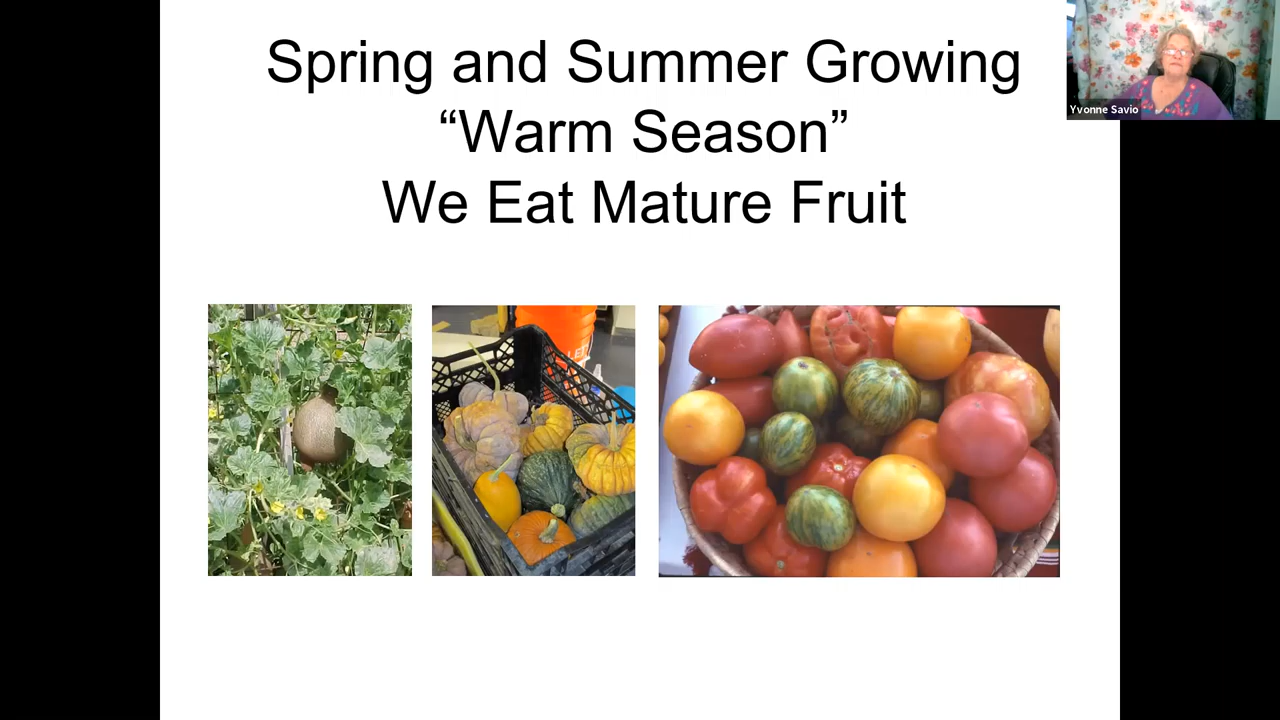 Spring and Summer Growing
“Warm Season”
We Eat Mature Fruit
Yvonne Savio